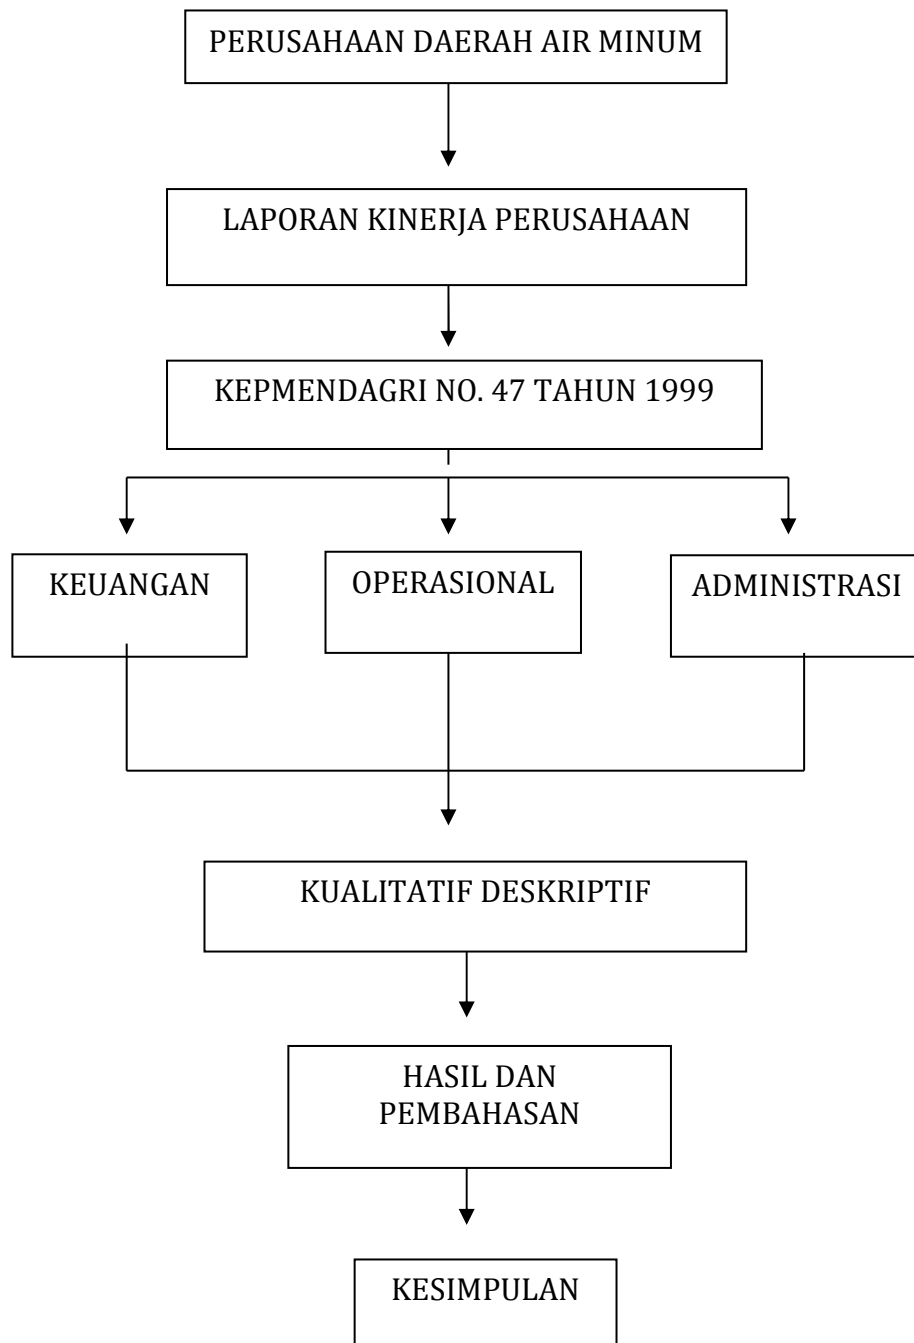 PERUSAHAAN DAERAH AIR MINUM
LAPORAN KINERJA PERUSAHAAN
KEPMENDAGRI NO. 47 TAHUN 1999
KEUANGAN
OPERASIONAL
ADMINISTRASI
KUALITATIF DESKRIPTIF
HASIL DAN
PEMBAHASAN
KESIMPULAN